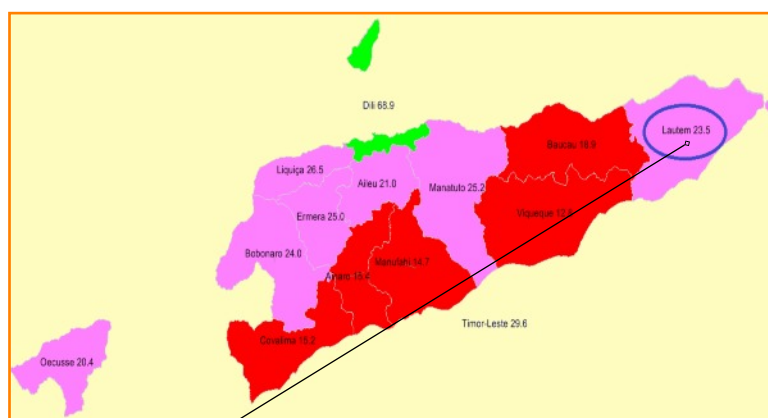 Dili 68.9
Lautem 23.5
Baucau 18.9
Liquiça 26.5
Aileu 21.0
Manatuto 25.2
Ermera 25.0
Viqueque
Bobonaro 24.0
Manufahi 14.7
Ainaro 15.4
Timor-Leste 29.6
Covalima 15.2
Oecusse 20.4